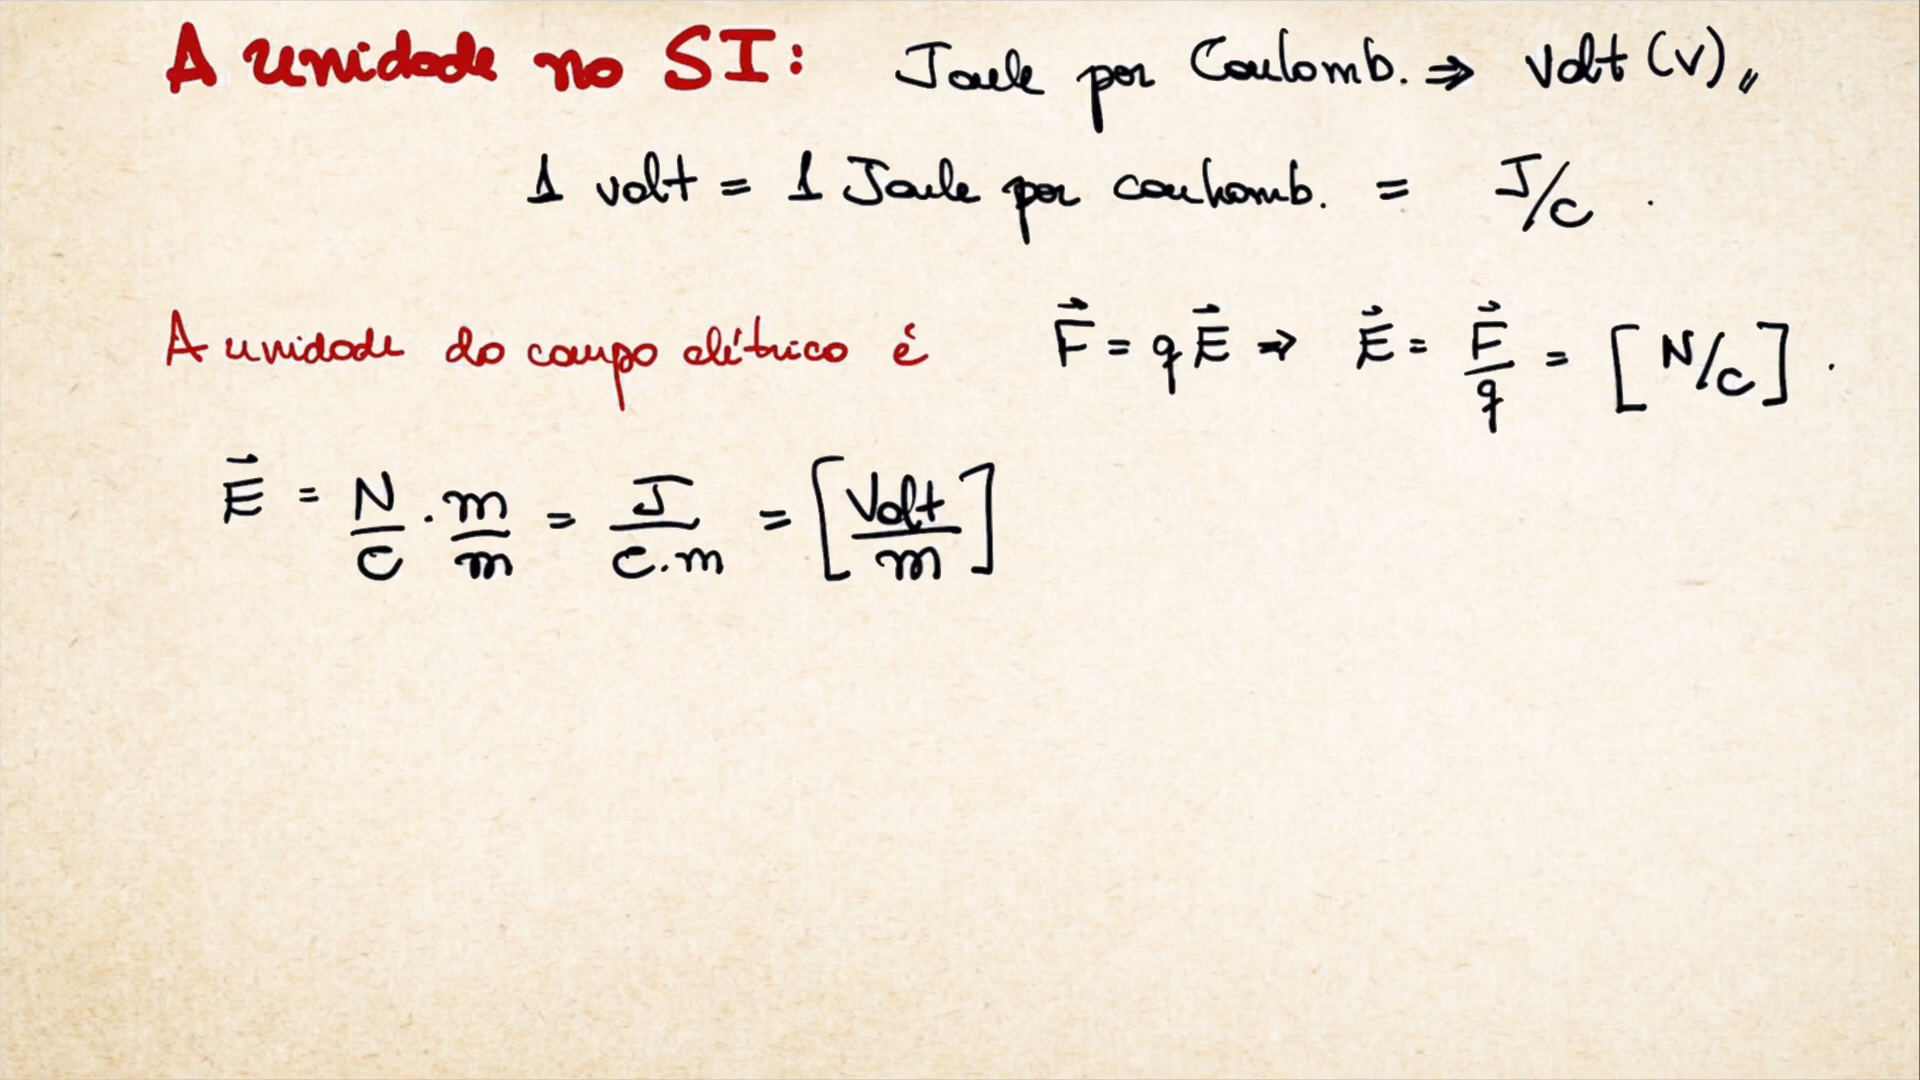 A unidade no SI: Joule por Coulomb. ⇒ Volt (V)〃
1 volt = 1 Joule por coulomb. = J/C .
A unidade do campo elétrico é F⃗ = qE⃗ ⇒ E⃗ = F⃗/q = [N/C] .
E⃗ = N/C · m/m = J/C.m = [Volt/m]